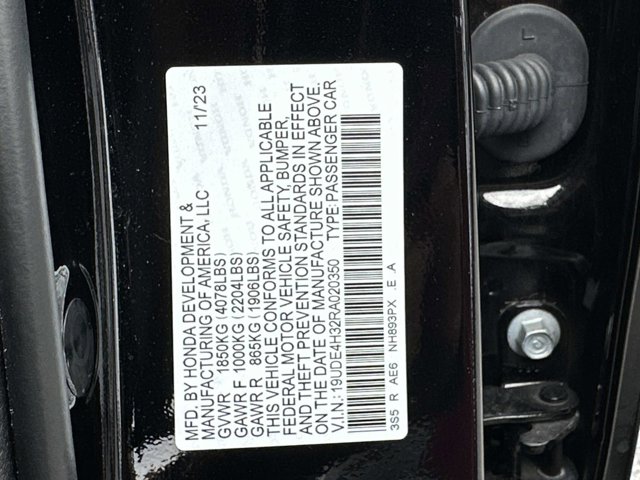 MFD. BY HONDA DEVELOPMENT &
MANUFACTURING OF AMERICA, LLC 11/23
GVWR 1850KG (4078LBS)
GAWR F 1000KG (2204LBS)
GAWR R 865KG (1906LBS)
THIS VEHICLE CONFORMS TO ALL APPLICABLE
FEDERAL MOTOR VEHICLE SAFETY, BUMPER,
AND THEFT PREVENTION STANDARDS IN EFFECT
ON THE DATE OF MANUFACTURE SHOWN ABOVE.
V.I.N.: 19UDE4H32RA020350 TYPE: PASSENGER CAR
3S5 R AE6 NH893PX .E .A
L